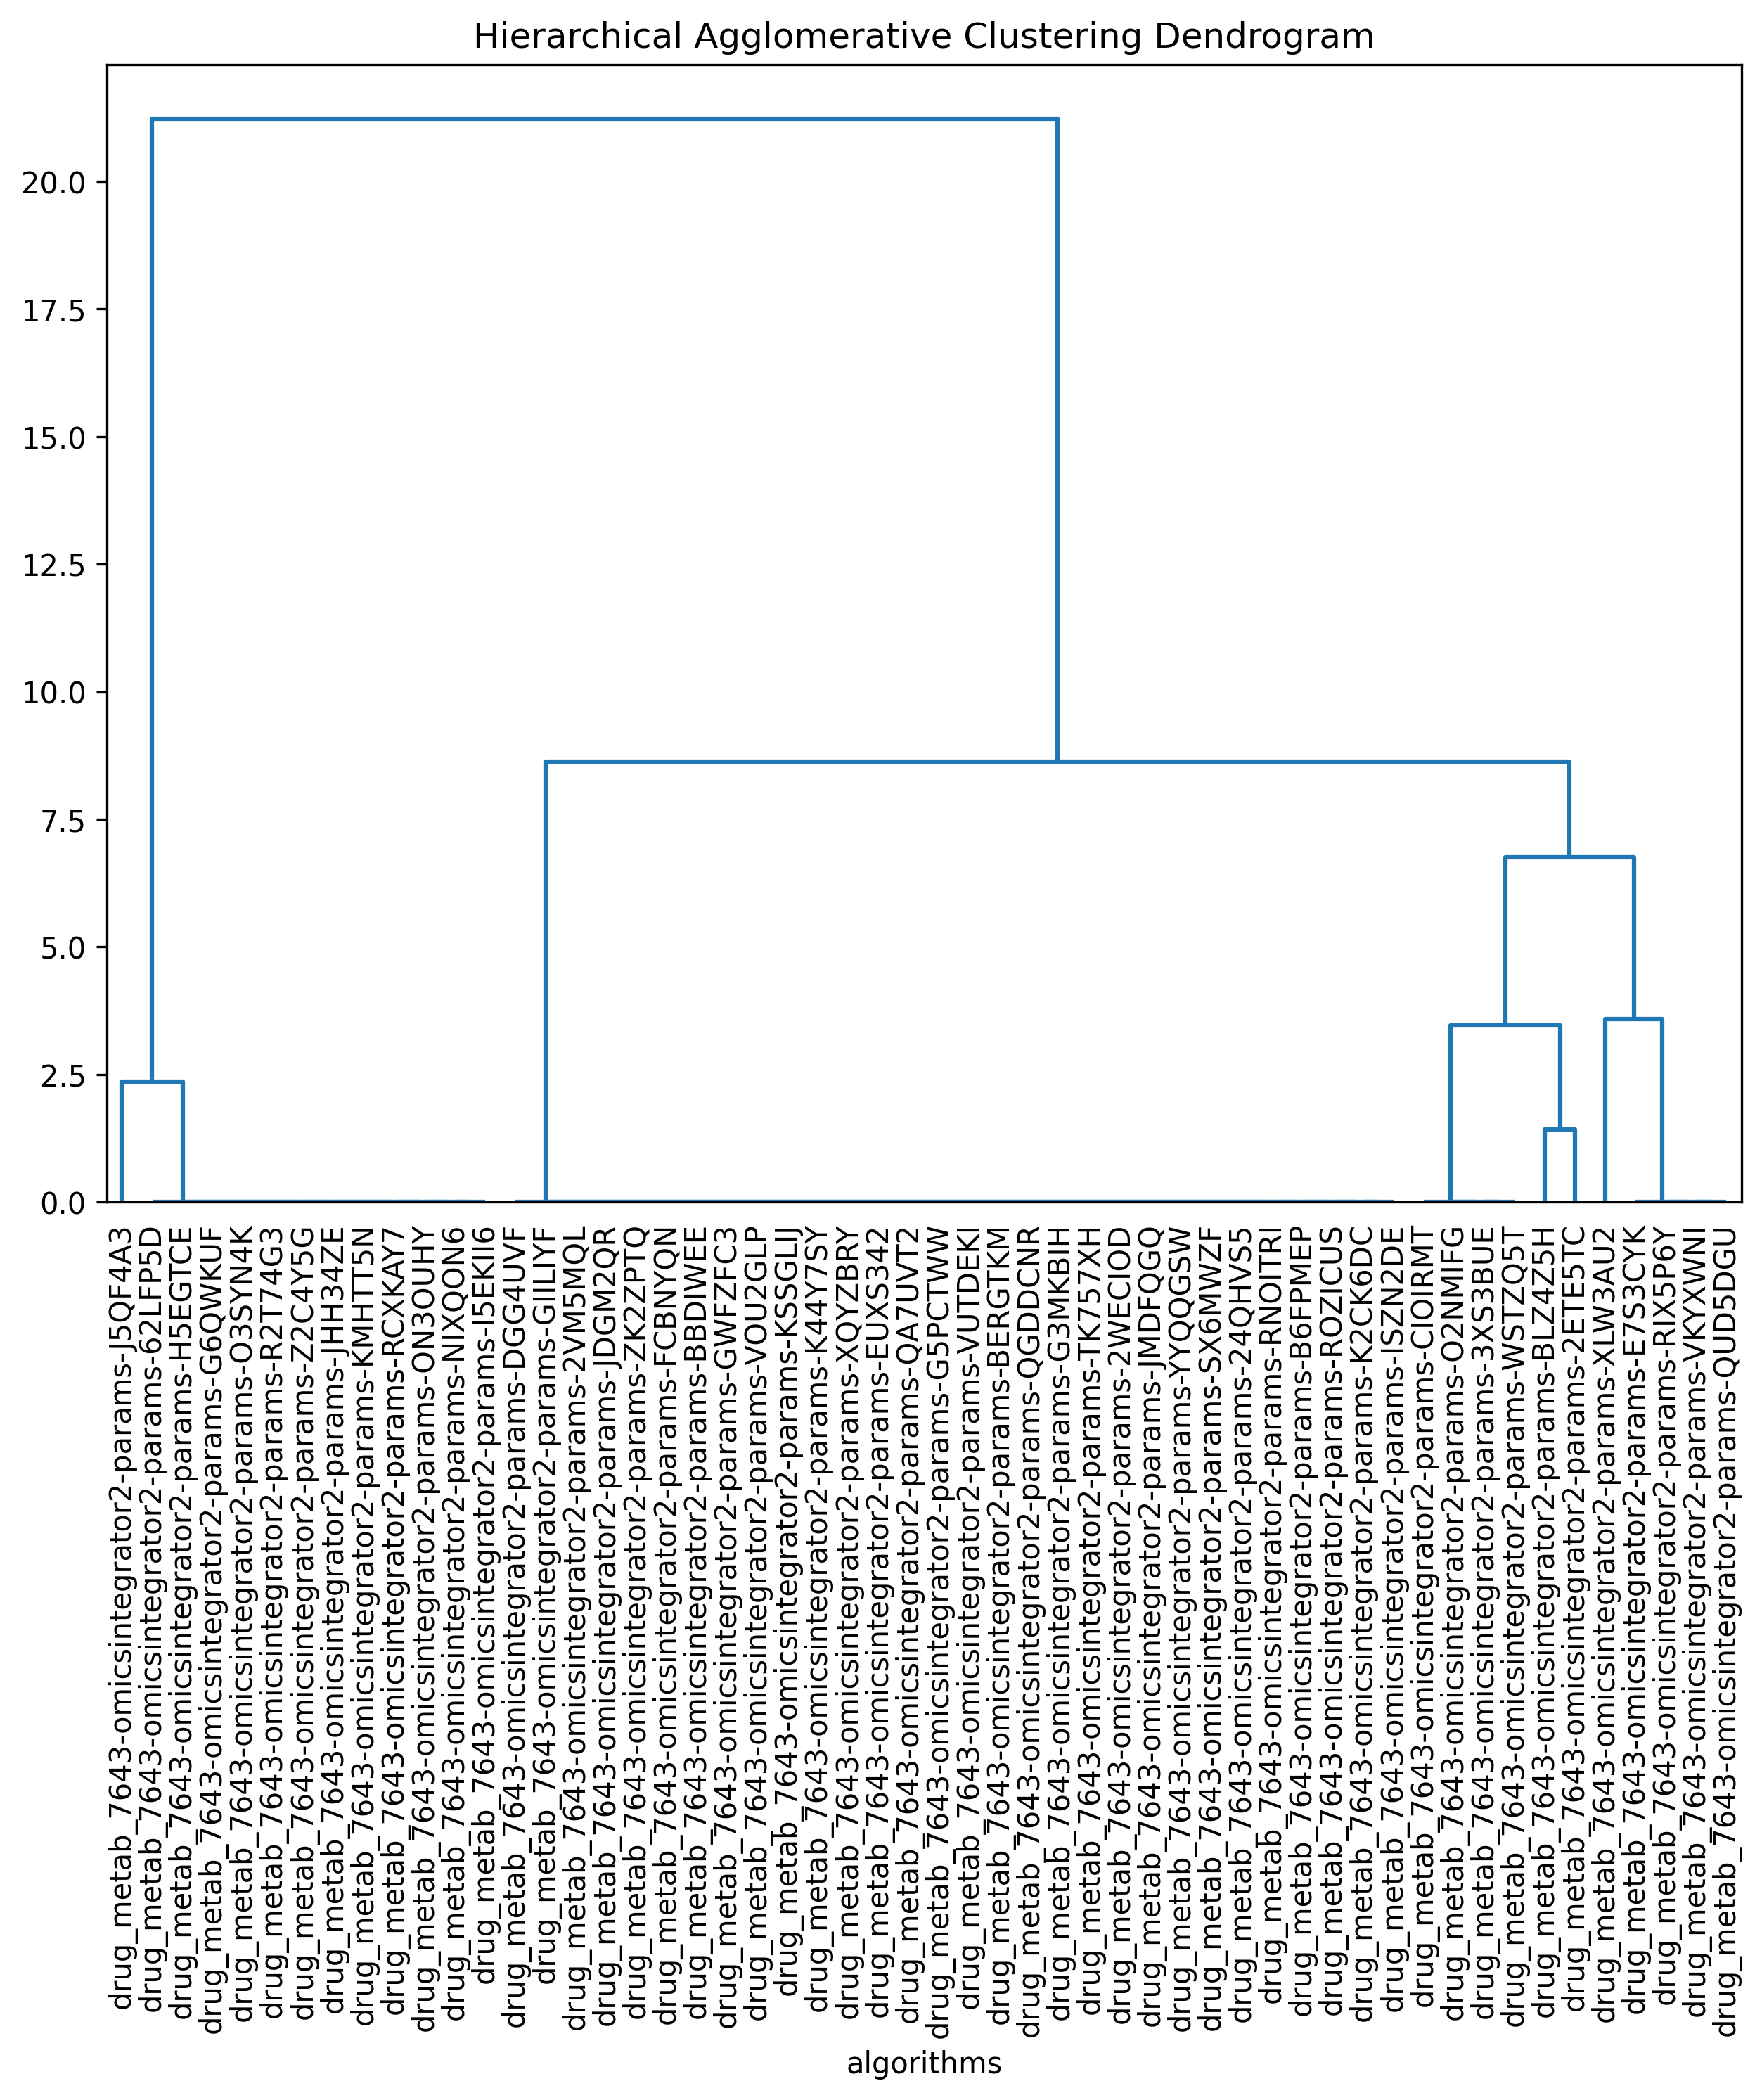 Hierarchical Agglomerative Clustering Dendrogram
20.0
17.5
15.0
12.5
10.0
7.5
5.0
2.5
0.0
drug_metab_7643-omicsintegrator2-params-J5QF4A3
drug_metab_7643-omicsintegrator2-params-62LFP5D
drug_metab_7643-omicsintegrator2-params-H5EGTCE
drug_metab_7643-omicsintegrator2-params-G6QWKUF
drug_metab_7643-omicsintegrator2-params-O3SYN4K
drug_metab_7643-omicsintegrator2-params-R2T74G3
drug_metab_7643-omicsintegrator2-params-Z2C4Y5G
drug_metab_7643-omicsintegrator2-params-JHH34ZE
drug_metab_7643-omicsintegrator2-params-KMHTT5N
drug_metab_7643-omicsintegrator2-params-RCXKAY7
drug_metab_7643-omicsintegrator2-params-ON3OUHY
drug_metab_7643-omicsintegrator2-params-NIXQON6
drug_metab_7643-omicsintegrator2-params-I5EKII6
drug_metab_7643-omicsintegrator2-params-DGG4UVF
drug_metab_7643-omicsintegrator2-params-GIILIYF
drug_metab_7643-omicsintegrator2-params-2VM5MQL
drug_metab_7643-omicsintegrator2-params-JDGM2QR
drug_metab_7643-omicsintegrator2-params-ZK2ZPTQ
drug_metab_7643-omicsintegrator2-params-FCBNYQN
drug_metab_7643-omicsintegrator2-params-BBDIWEE
drug_metab_7643-omicsintegrator2-params-GWFZFC3
drug_metab_7643-omicsintegrator2-params-VOU2GLP
drug_metab_7643-omicsintegrator2-params-KSSGLIJ
drug_metab_7643-omicsintegrator2-params-K44Y7SY
drug_metab_7643-omicsintegrator2-params-XQYZBRY
drug_metab_7643-omicsintegrator2-params-EUXS342
drug_metab_7643-omicsintegrator2-params-QA7UVT2
drug_metab_7643-omicsintegrator2-params-G5PCTWW
drug_metab_7643-omicsintegrator2-params-VUTDEKI
drug_metab_7643-omicsintegrator2-params-BERGTKM
drug_metab_7643-omicsintegrator2-params-QGDDCNR
drug_metab_7643-omicsintegrator2-params-G3MKBIH
drug_metab_7643-omicsintegrator2-params-TK757XH
drug_metab_7643-omicsintegrator2-params-2WECIOD
drug_metab_7643-omicsintegrator2-params-JMDFQGQ
drug_metab_7643-omicsintegrator2-params-YYQQGSW
drug_metab_7643-omicsintegrator2-params-SX6MWZF
drug_metab_7643-omicsintegrator2-params-24QHVS5
drug_metab_7643-omicsintegrator2-params-RNOITRI
drug_metab_7643-omicsintegrator2-params-B6FPMEP
drug_metab_7643-omicsintegrator2-params-ROZICUS
drug_metab_7643-omicsintegrator2-params-K2CK6DC
drug_metab_7643-omicsintegrator2-params-ISZN2DE
drug_metab_7643-omicsintegrator2-params-CIOIRMT
drug_metab_7643-omicsintegrator2-params-O2NMIFG
drug_metab_7643-omicsintegrator2-params-3XS3BUE
drug_metab_7643-omicsintegrator2-params-WSTZQ5T
drug_metab_7643-omicsintegrator2-params-BLZ4Z5H
drug_metab_7643-omicsintegrator2-params-2ETE5TC
drug_metab_7643-omicsintegrator2-params-XLW3AU2
drug_metab_7643-omicsintegrator2-params-E7S3CYK
drug_metab_7643-omicsintegrator2-params-RIX5P6Y
drug_metab_7643-omicsintegrator2-params-VKYXWNI
drug_metab_7643-omicsintegrator2-params-QUD5DGU
algorithms